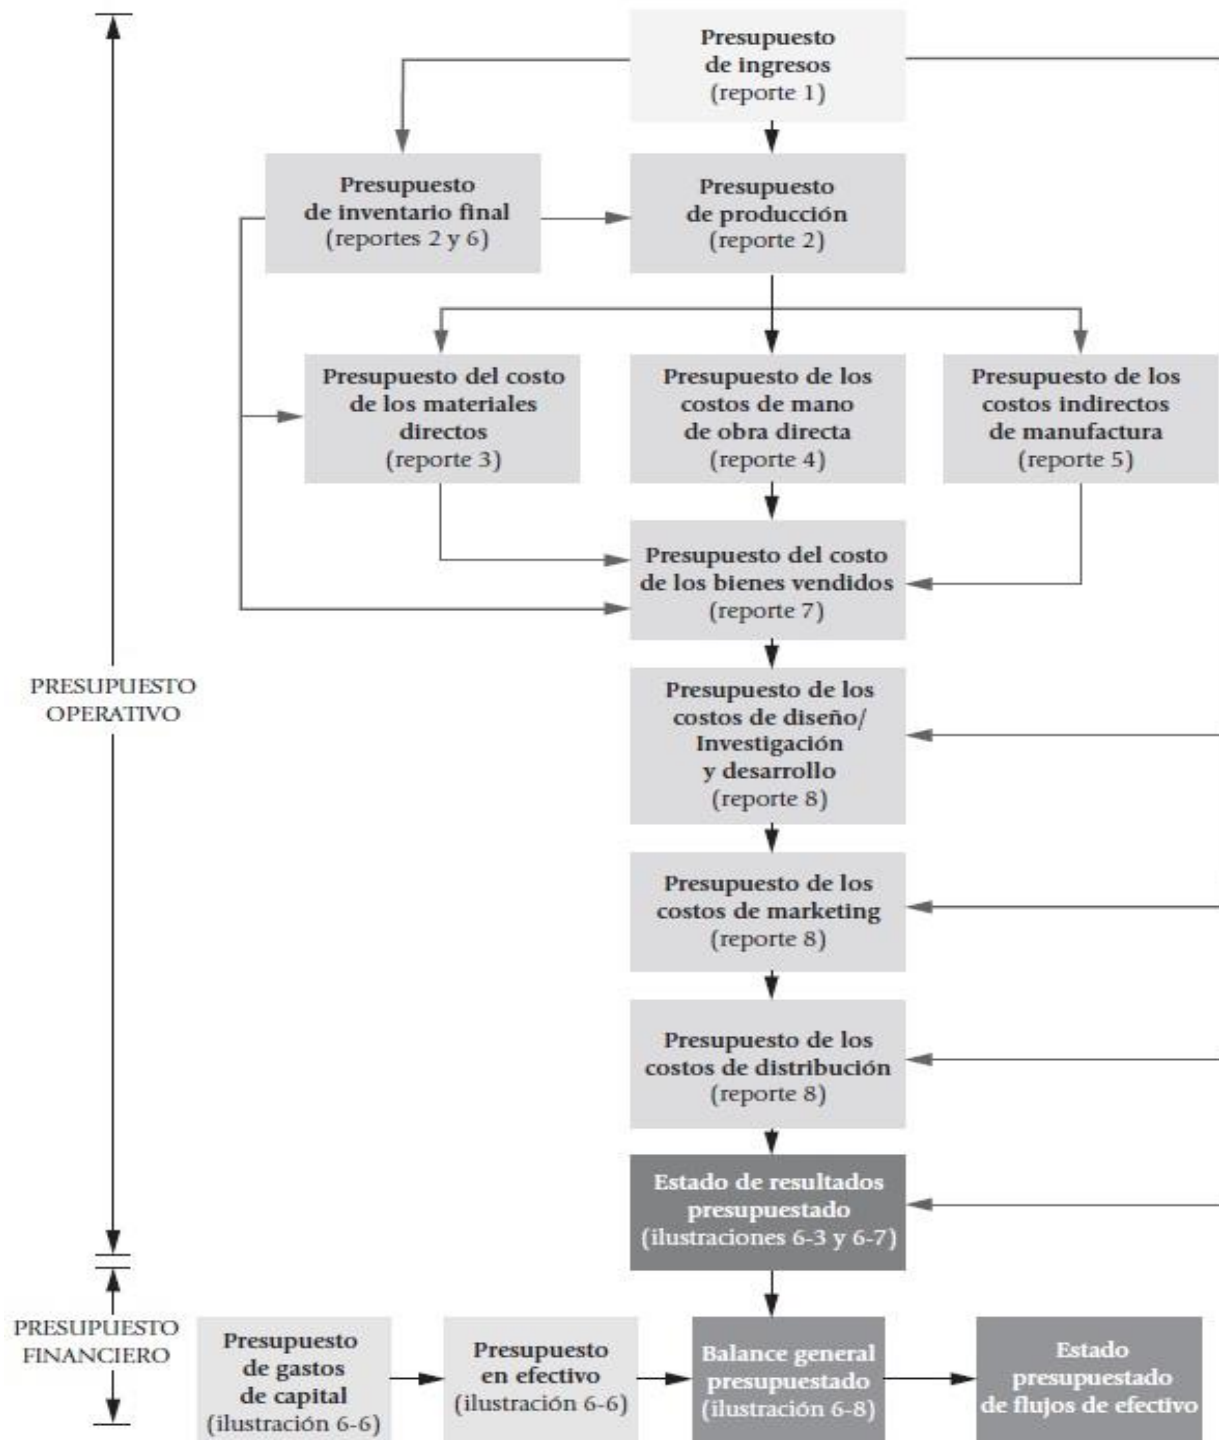 Presupuesto
de ingresos
(reporte 1)
Presupuesto
de inventario final
(reportes 2 y 6)
Presupuesto
de producción
(reporte 2)
Presupuesto del costo
de los materiales
directos
(reporte 3)
Presupuesto de los
costos de mano
de obra directa
(reporte 4)
Presupuesto de los
costos indirectos
de manufactura
(reporte 5)
Presupuesto del costo
de los bienes vendidos
(reporte 7)
PRESUPUESTO
OPERATIVO
Presupuesto de los
costos de diseño/
Investigación
y desarrollo
(reporte 8)
Presupuesto de los
costos de marketing
(reporte 8)
Presupuesto de los
costos de distribución
(reporte 8)
Estado de resultados
presupuestado
(ilustraciones 6-3 y 6-7)
PRESUPUESTO
FINANCIERO
Presupuesto
de gastos
de capital
(ilustración 6-6)
Presupuesto
en efectivo
(ilustración 6-6)
Balance general
presupuestado
(ilustración 6-8)
Estado
presupuestado
de flujos de efectivo